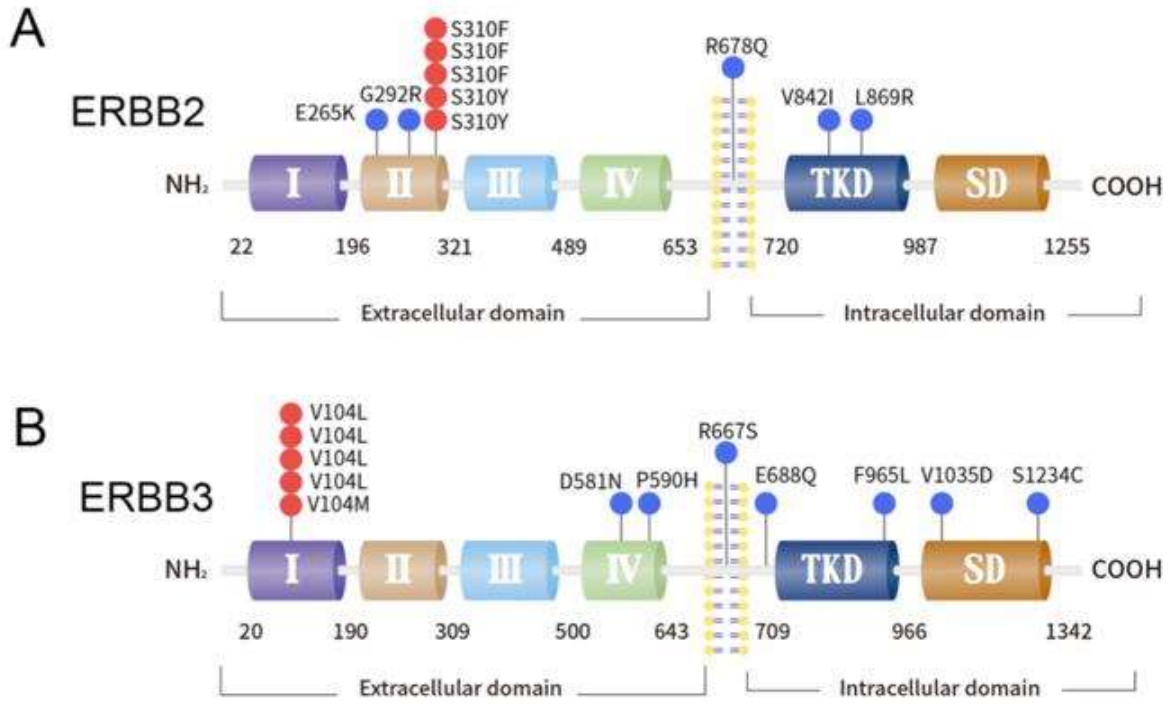 A
ERBB2
S310F
S310F
S310F
S310Y
S310Y
E265K
G292R
R678Q
V842I
L869R
NH₂
I
II
III
IV
TKD
SD
COOH
22 196 321 489 653 720 987 1255
Extracellular domain
Intracellular domain
B
ERBB3
V104L
V104L
V104L
V104L
V104M
D581N
P590H
R667S
E688Q
F965L
V1035D
S1234C
NH₂
I
II
III
IV
TKD
SD
COOH
20 190 309 500 643 709 966 1342
Extracellular domain
Intracellular domain